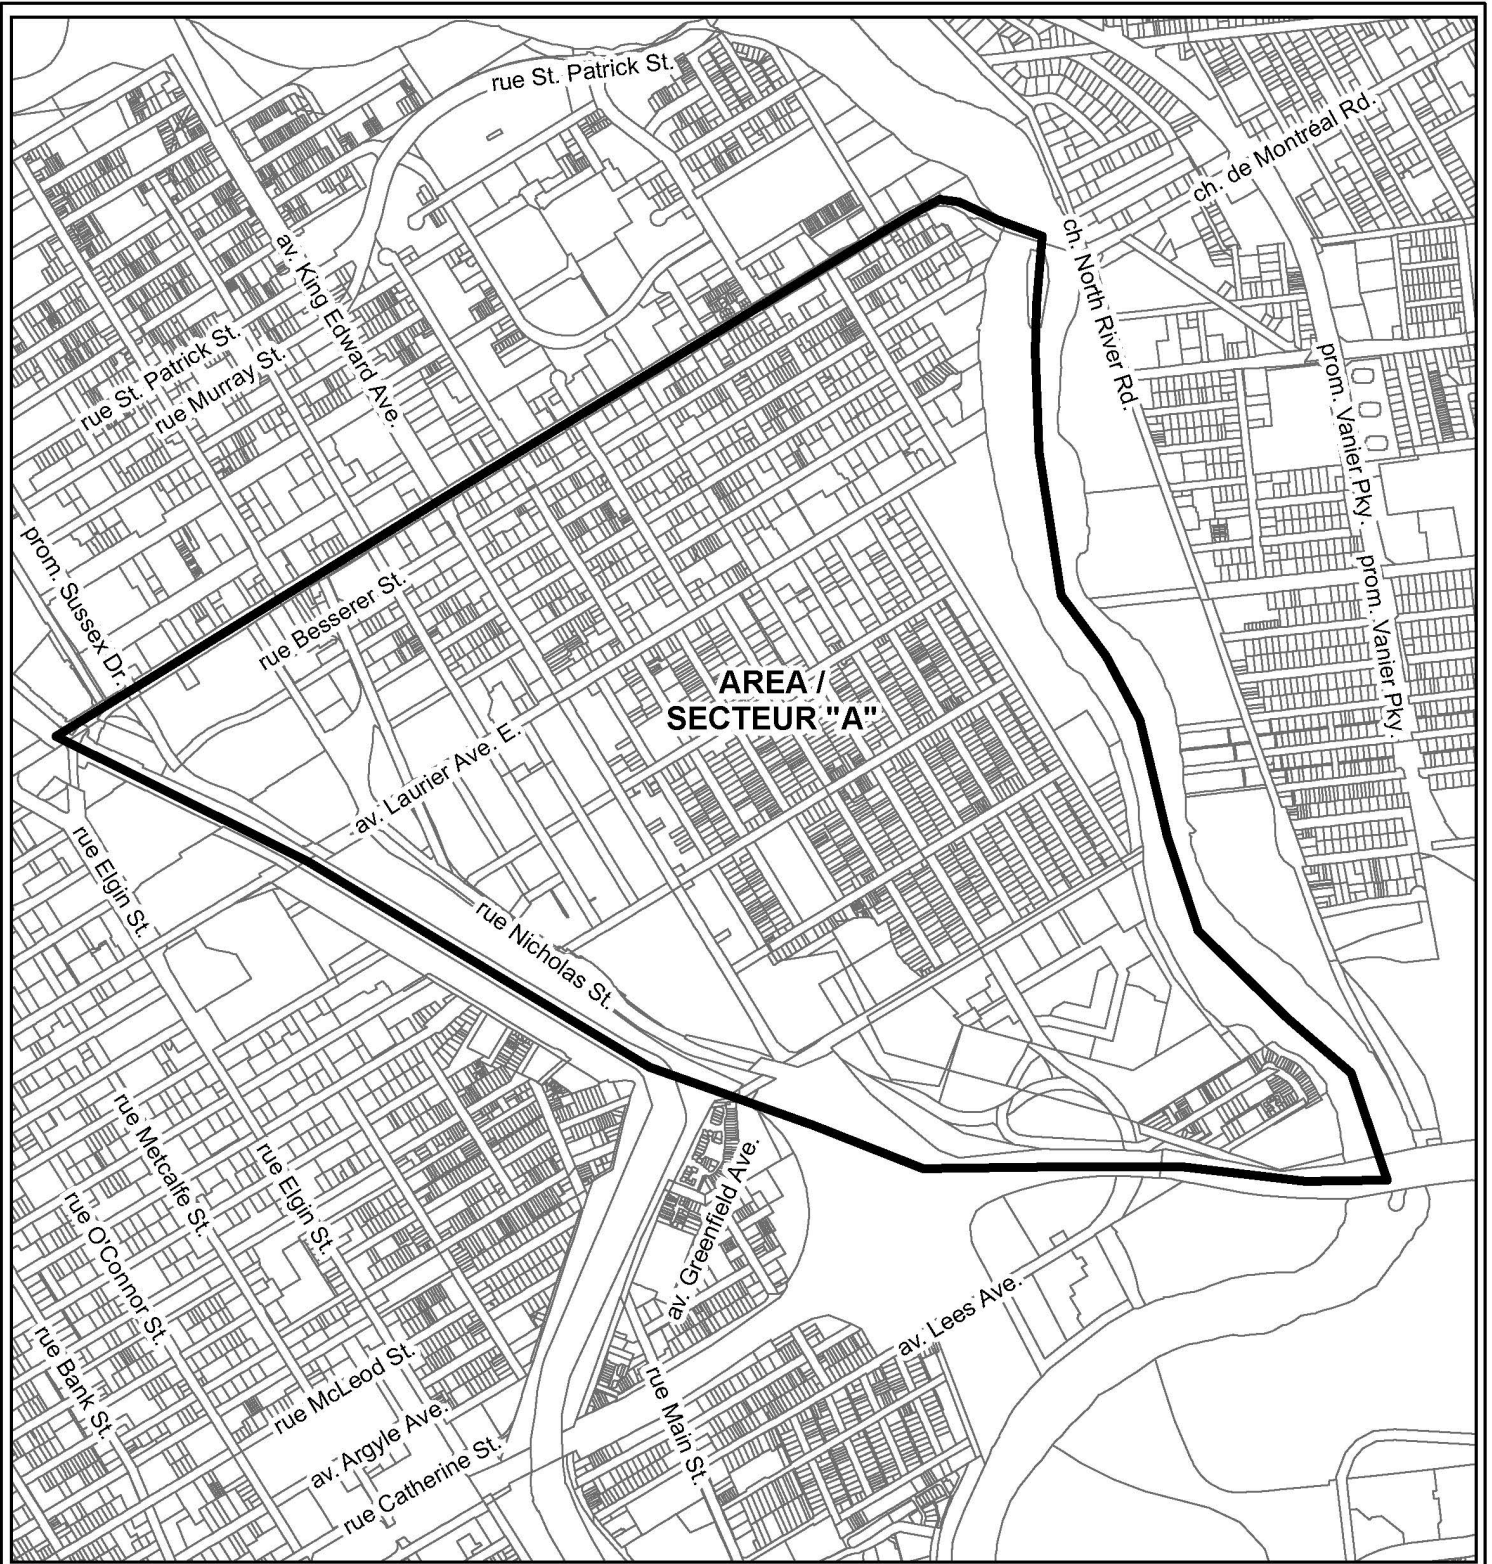 rue St. Patrick St.
ch. de Montréal Rd.
av. King Edward Ave.
ch. North River Rd.
rue St. Patrick St.
rue Murray St.
prom. Vanier Pky.
prom. Sussex Dr.
rue Besserer St.
prom. Vanier Pky.
AREA /
SECTEUR "A"
av. Laurier Ave. E.
rue Elgin St.
rue Nicholas St.
rue Metcalfe St.
rue Elgin St.
av. Greenfield Ave.
rue O'Connor St.
av. Lees Ave.
rue Bank St.
rue McLeod St.
rue Main St.
av. Argyle Ave.
rue Catherine St.